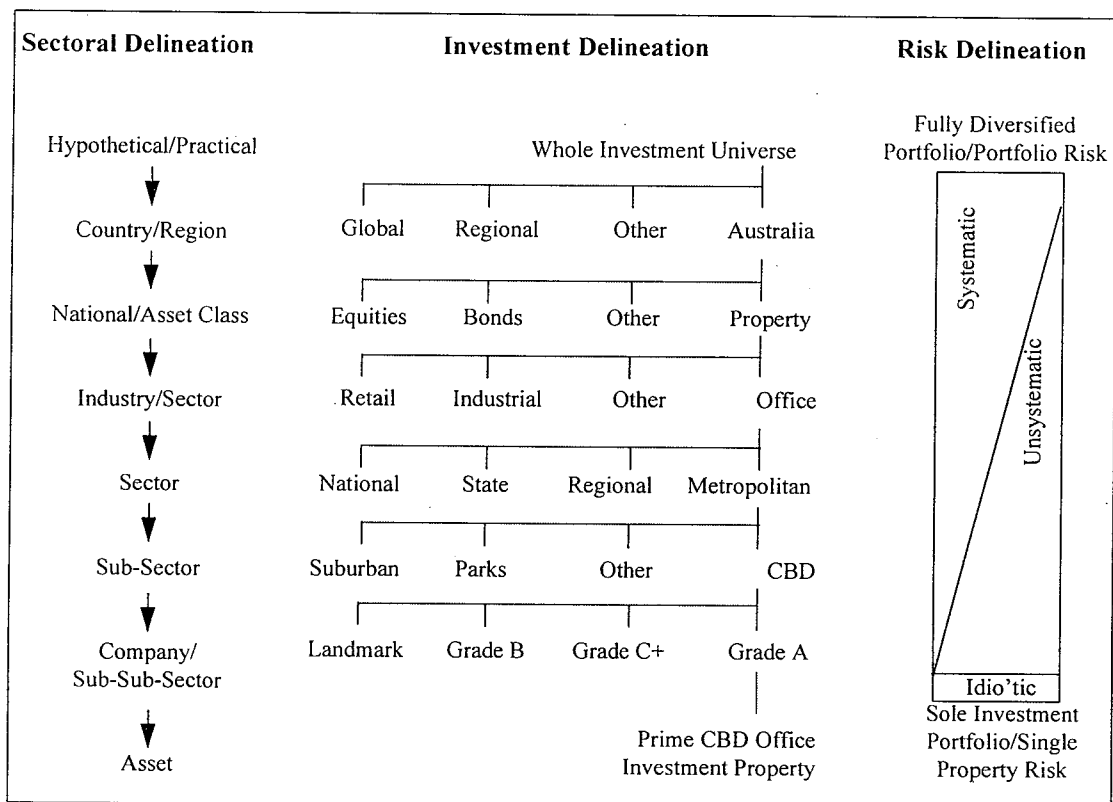 Sectoral Delineation
Investment Delineation
Risk Delineation
Hypothetical/Practical
Whole Investment Universe
Fully Diversified
Portfolio/Portfolio Risk
Country/Region
Global Regional Other Australia
National/Asset Class
Equities Bonds Other Property
Industry/Sector
Retail Industrial Other Office
Sector
National State Regional Metropolitan
Sub-Sector
Suburban Parks Other CBD
Company/
Sub-Sub-Sector
Landmark Grade B Grade C+ Grade A
Asset
Prime CBD Office
Investment Property
Systematic
Unsystematic
Idio'tic
Sole Investment
Portfolio/Single
Property Risk